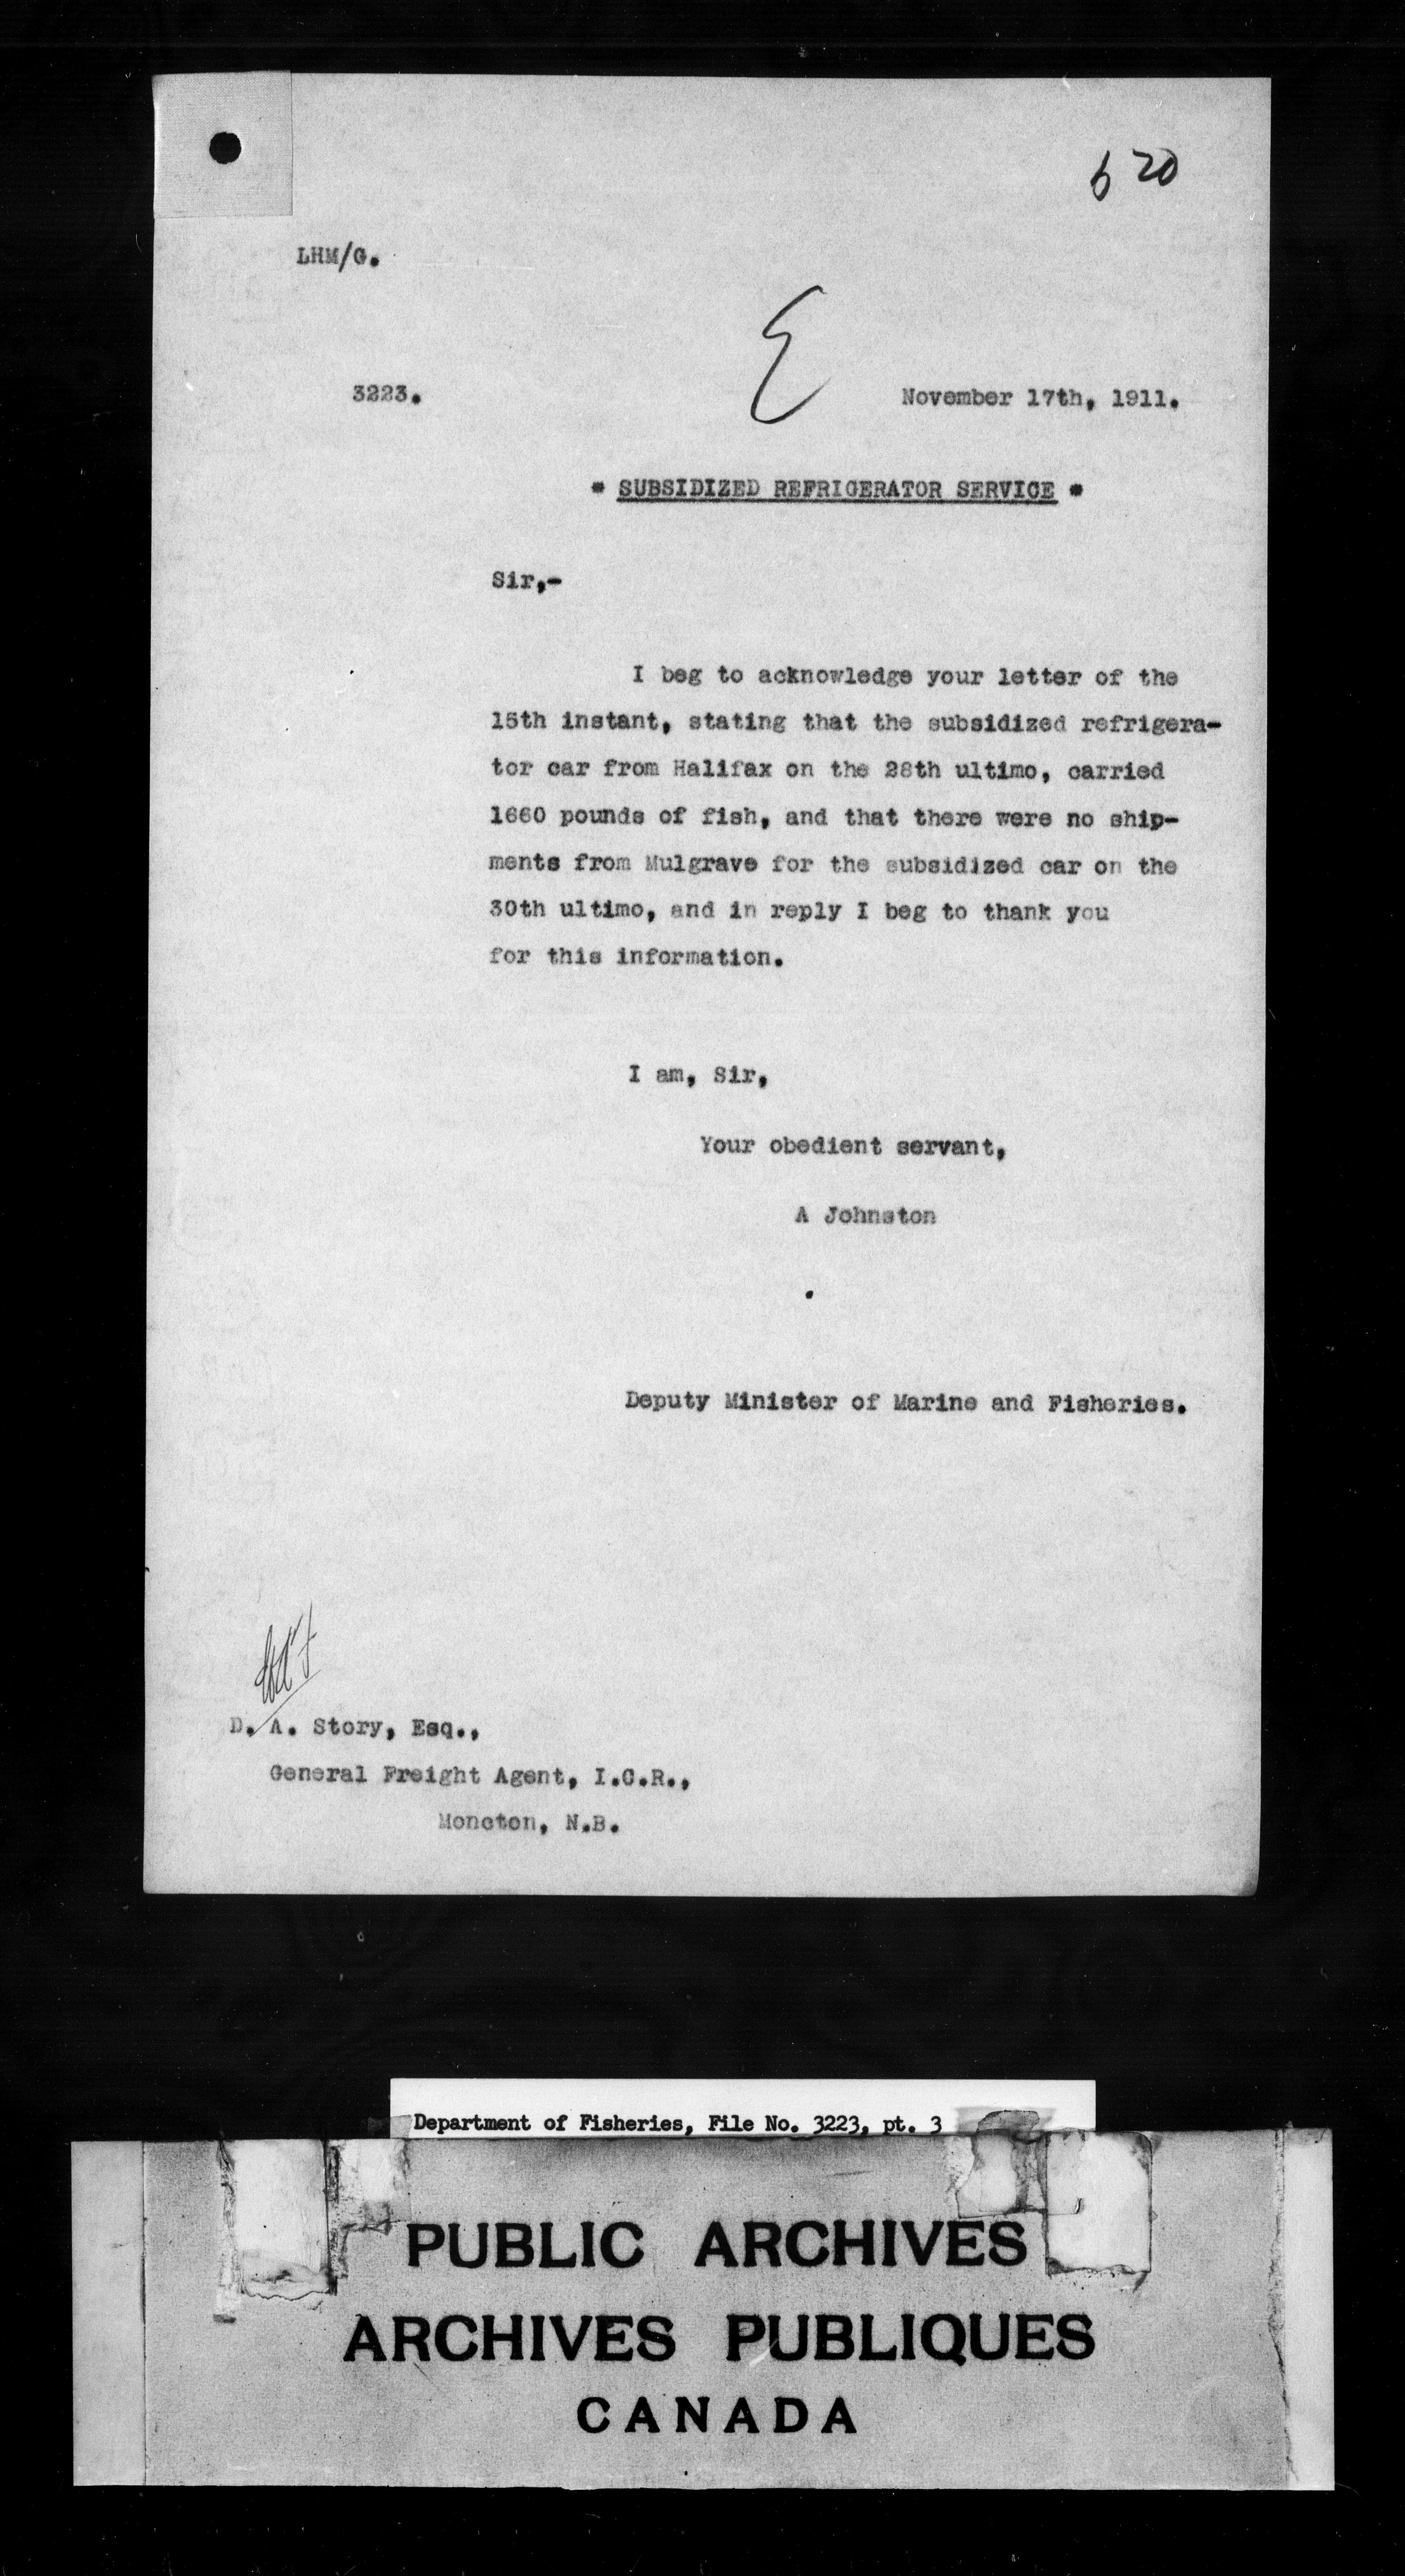 620
LHM/G.
E
3223.
November 17th, 1911.
* SUBSIDIZED REFRIGERATOR SERVICE *
Sir,-
I beg to acknowledge your letter of the
15th instant, stating that the subsidized refrigera-
tor car from Halifax on the 28th ultimo, carried
1660 pounds of fish, and that there were no ship-
ments from Mulgrave for the subsidized car on the
30th ultimo, and in reply I beg to thank you
for this information.
I am, Sir,
Your obedient servant,
A Johnston
Deputy Minister of Marine and Fisheries.
D. A. Story, Esq.,
General Freight Agent, I.C.R.,
Moncton, N.B.
Department of Fisheries, File No. 3223, pt. 3
PUBLIC ARCHIVES
ARCHIVES PUBLIQUES
CANADA